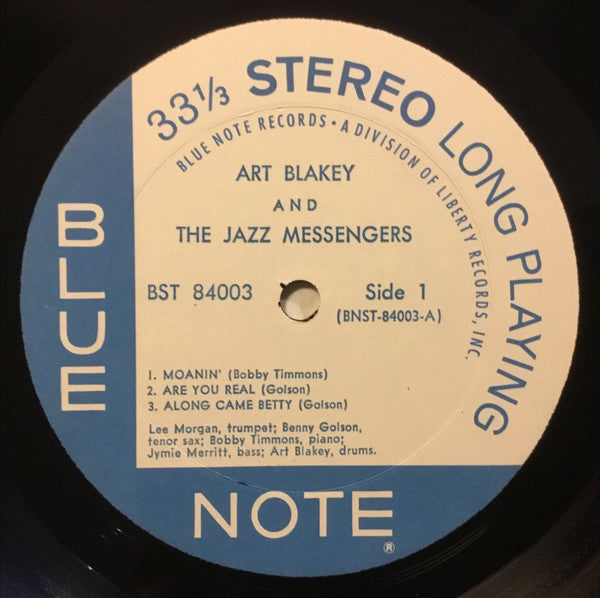 33⅓ STEREO LONG PLAYING
BLUE NOTE RECORDS • A DIVISION OF LIBERTY RECORDS, INC.
ART BLAKEY
AND
THE JAZZ MESSENGERS
BST 84003
Side 1
(BNST-84003-A)
1. MOANIN' (Bobby Timmons)
2. ARE YOU REAL (Golson)
3. ALONG CAME BETTY (Golson)
Lee Morgan, trumpet; Benny Golson,
tenor sax; Bobby Timmons, piano;
Jymie Merritt, bass; Art Blakey, drums.
BLUE
NOTE®